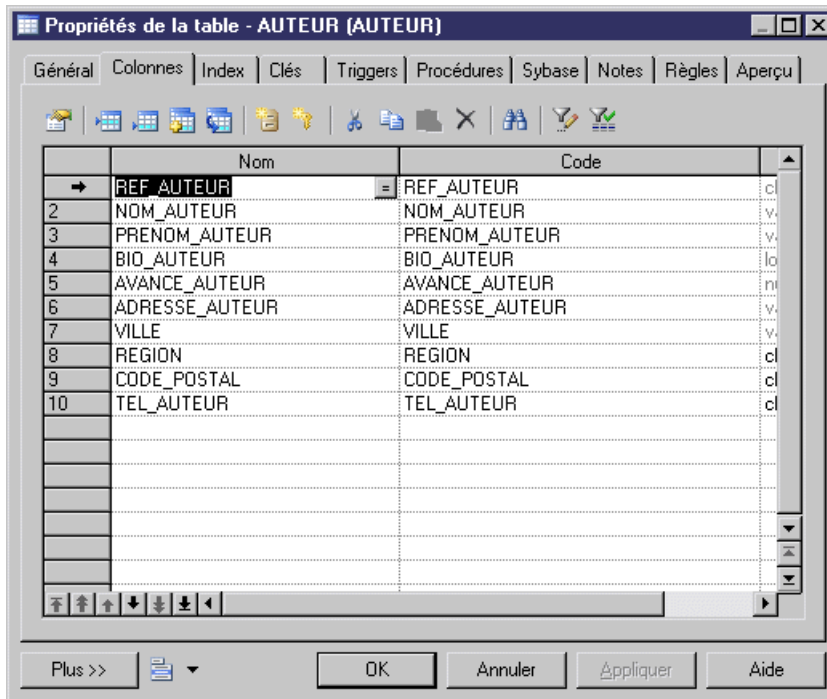 Propriétés de la table - AUTEUR (AUTEUR)
Général Colonnes Index Clés Triggers Procédures Sybase Notes Règles Aperçu
Nom Code
REF_AUTEUR = REF_AUTEUR
2 NOM_AUTEUR NOM_AUTEUR
3 PRENOM_AUTEUR PRENOM_AUTEUR
4 BIO_AUTEUR BIO_AUTEUR
5 AVANCE_AUTEUR AVANCE_AUTEUR
6 ADRESSE_AUTEUR ADRESSE_AUTEUR
7 VILLE VILLE
8 REGION REGION
9 CODE_POSTAL CODE_POSTAL
10 TEL_AUTEUR TEL_AUTEUR
Plus >> OK Annuler Appliquer Aide